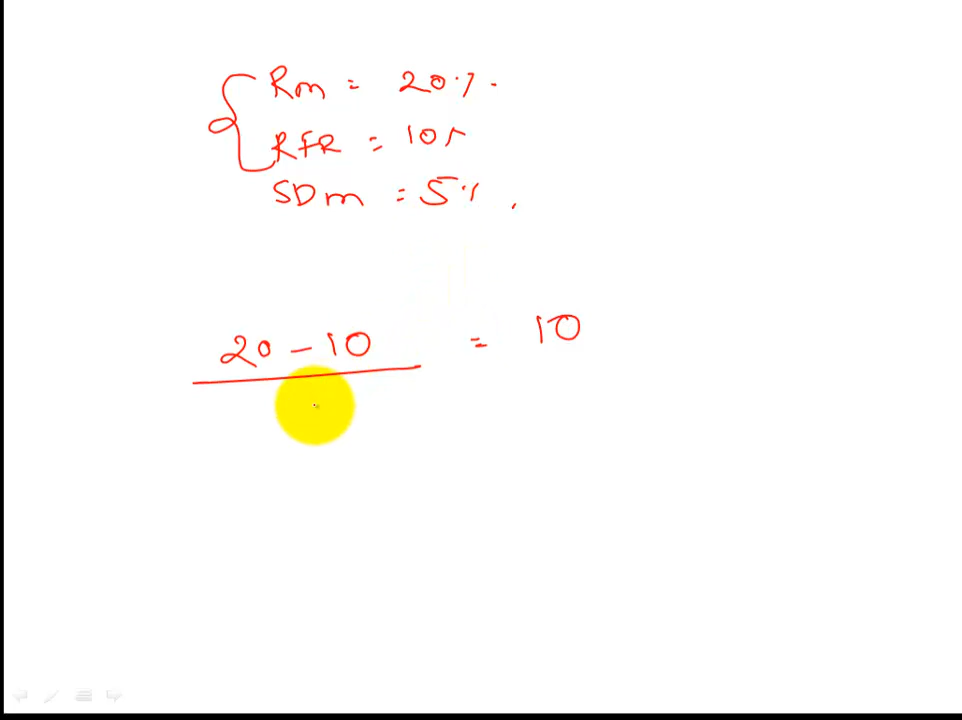 Rm = 20%.
RFR = 10%
SDm = 5%.
20 - 10 = 10